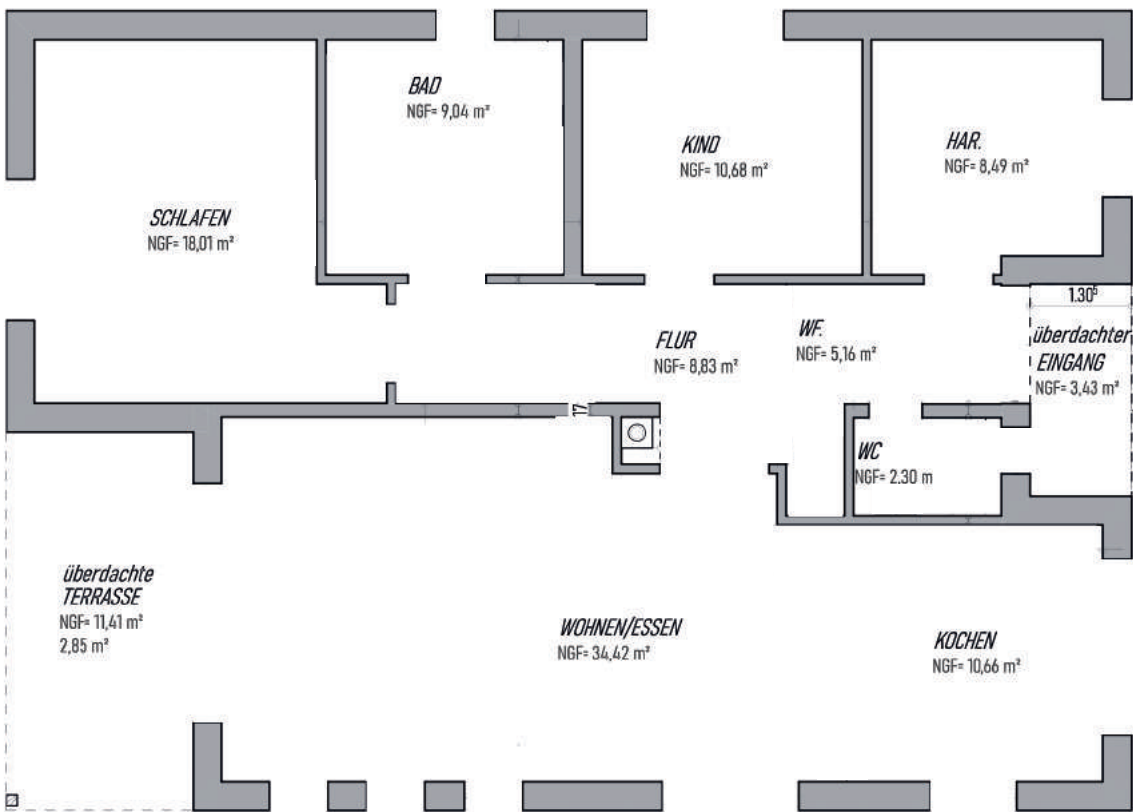 BAD
NGF= 9,04 m²
KIND
NGF= 10,68 m²
HAR.
NGF= 8,49 m²
SCHLAFEN
NGF= 18,01 m²
1.30⁵
FLUR
NGF= 8,83 m²
WF.
NGF= 5,16 m²
überdachter
EINGANG
NGF= 3,43 m²
17
WC
NGF= 2.30 m
überdachte
TERRASSE
NGF= 11,41 m²
2,85 m²
WOHNEN/ESSEN
NGF= 34,42 m²
KOCHEN
NGF= 10,66 m²